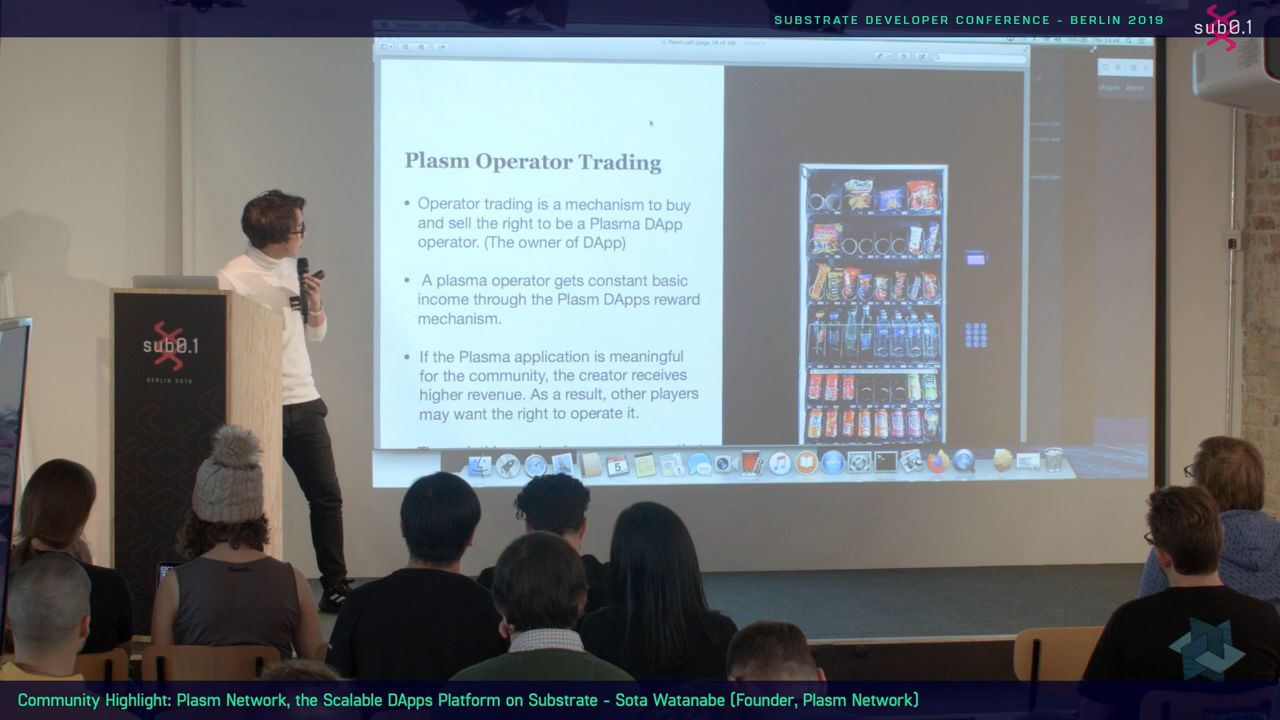 SUBSTRATE DEVELOPER CONFERENCE - BERLIN 2019
sub0.1
Plasm Operator Trading
• Operator trading is a mechanism to buy
and sell the right to be a Plasma DApp
operator. (The owner of DApp)
• A plasma operator gets constant basic
income through the Plasm DApps reward
mechanism.
• If the Plasma application is meaningful
for the community, the creator receives
higher revenue. As a result, other players
may want the right to operate it.
About
5
sub0.1
BERLIN 2019
Community Highlight: Plasm Network, the Scalable DApps Platform on Substrate - Sota Watanabe (Founder, Plasm Network)